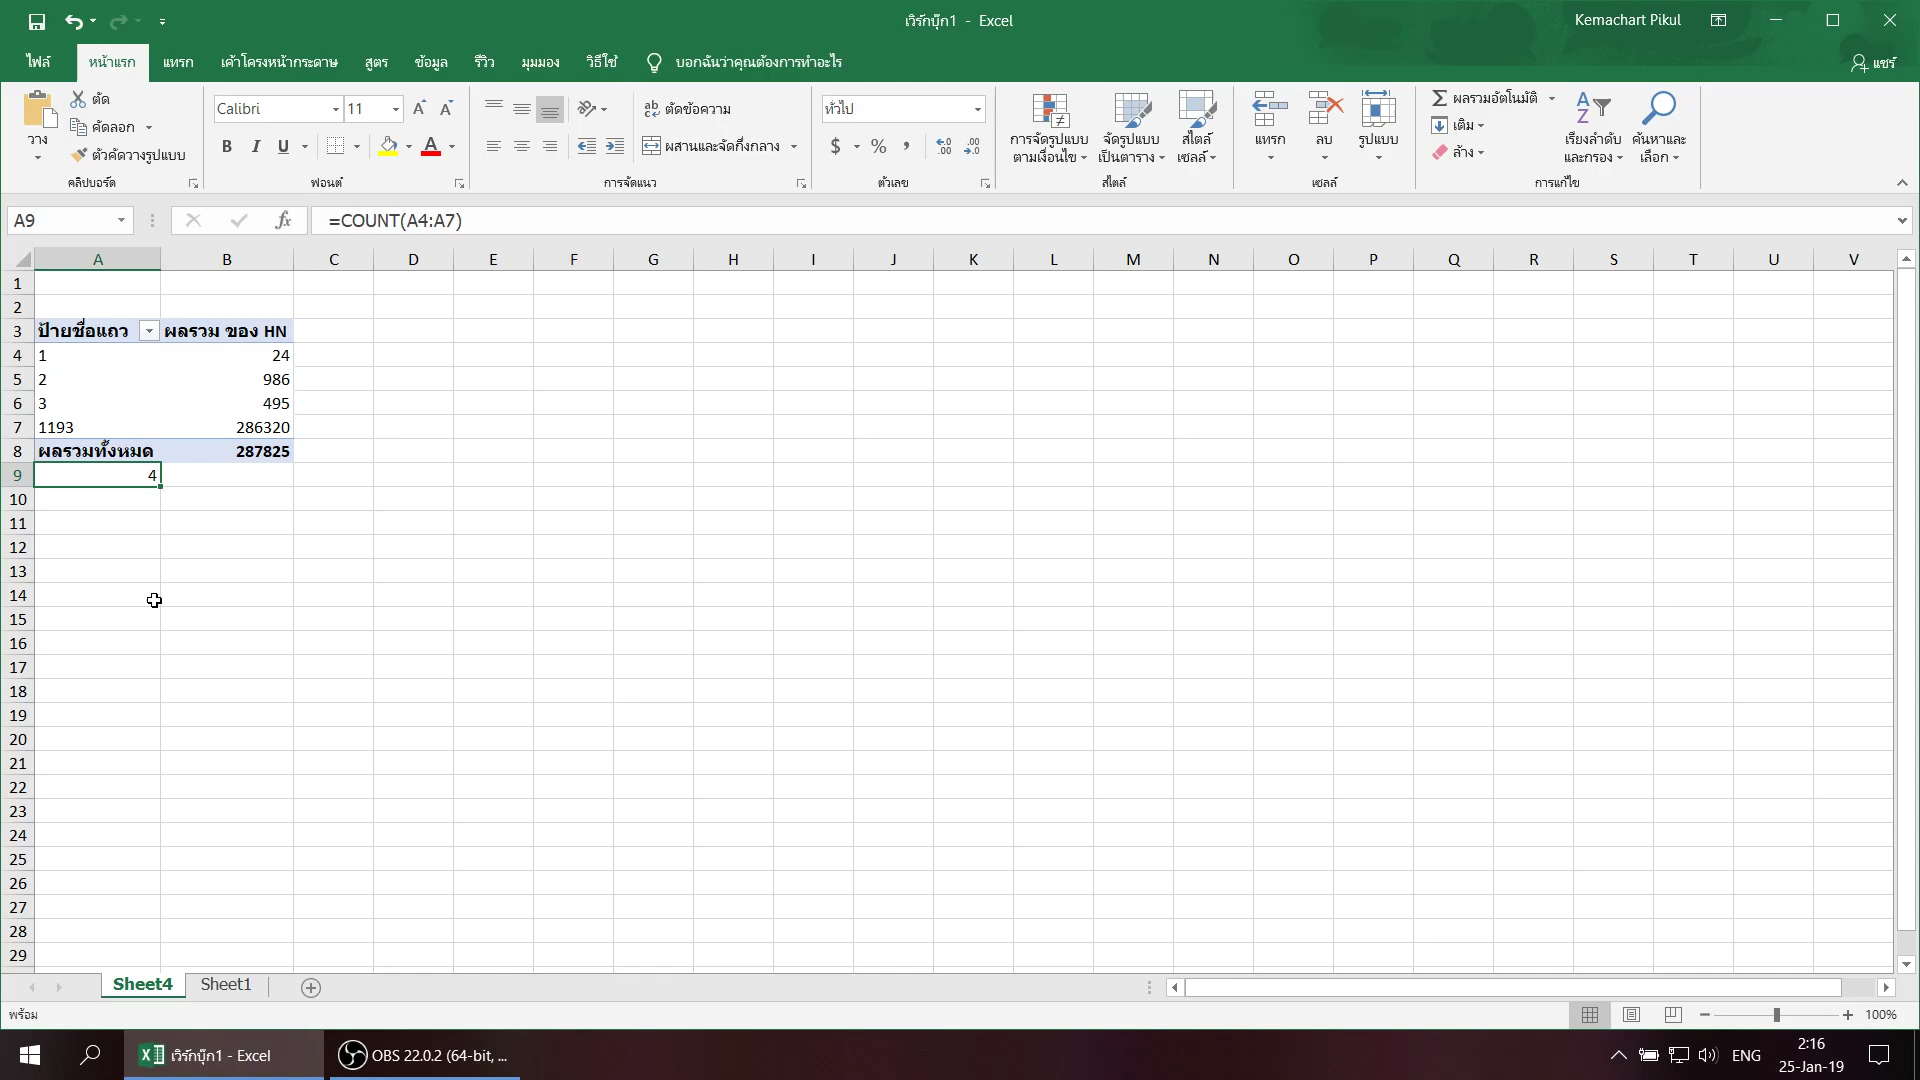 เวิร์กบุ๊ก1 - Excel
Kemachart Pikul
ไฟล์ หน้าแรก แทรก เค้าโครงหน้ากระดาษ สูตร ข้อมูล รีวิว มุมมอง วิธีใช้ บอกฉันว่าคุณต้องการทำอะไร แชร์
วาง
ตัด
คัดลอก
ตัวคัดวางรูปแบบ
คลิปบอร์ด
Calibri 11
B I U
ฟอนต์
ตัดข้อความ
ผสานและจัดกึ่งกลาง
การจัดแนว
ทั่วไป
$ % ,
ตัวเลข
การจัดรูปแบบตามเงื่อนไข
จัดรูปแบบเป็นตาราง
สไตล์เซลล์
สไตล์
แทรก ลบ รูปแบบ
เซลล์
ผลรวมอัตโนมัติ
เติม
ล้าง
เรียงลำดับและกรอง
ค้นหาและเลือก
การแก้ไข
A9 fx =COUNT(A4:A7)
A B C D E F G H I J K L M N O P Q R S T U V
1
2
3 ป้ายชื่อแถว ผลรวม ของ HN
4 1 24
5 2 986
6 3 495
7 1193 286320
8 ผลรวมทั้งหมด 287825
9 4
10
11
12
13
14
15
16
17
18
19
20
21
22
23
24
25
26
27
28
29
Sheet4 Sheet1
พร้อม 100%
เวิร์กบุ๊ก1 - Excel OBS 22.0.2 (64-bit, ... ENG 2:16
25-Jan-19